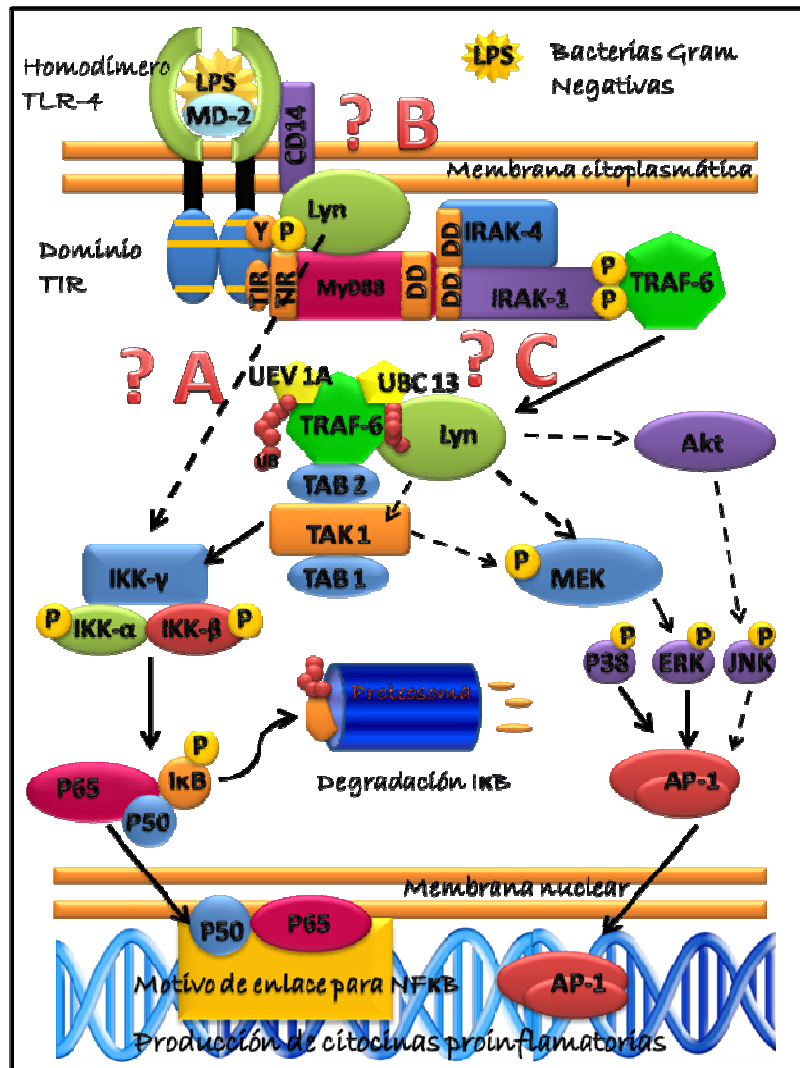 Homodímero
TLR-4
LPS
MD-2
CD14
? B
LPS
Bacterias Gram
Negativas
Membrana citoplasmática
Dominio
TIR
Y
P
Lyn
TIR
TIR
MyD88
DD
DD
DD
IRAK-4
IRAK-1
P
P
TRAF-6
? A
? C
UEV 1A
UBC 13
TRAF-6
UB
Lyn
Akt
TAB 2
TAK 1
TAB 1
P
MEK
IKK-γ
P
IKK-α
IKK-β
P
P
P38
P
ERK
P
JNK
Proteosoma
Degradación IκB
P
IκB
P65
P50
AP-1
Membrana nuclear
P50
P65
Motivo de enlace para NFκB
AP-1
Producción de citocinas proinflamatorias